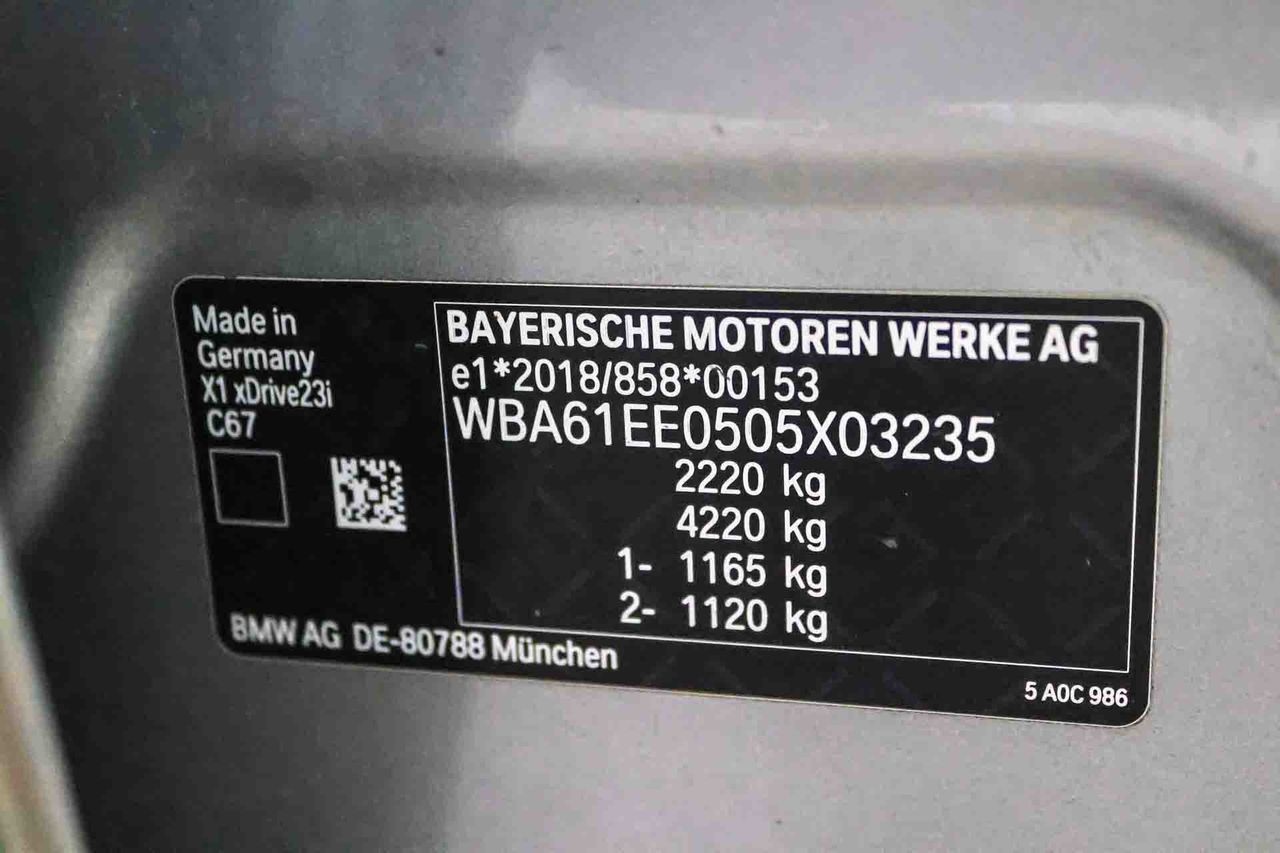 Made in
Germany
X1 xDrive23i
C67
BAYERISCHE MOTOREN WERKE AG
e1*2018/858*00153
WBA61EE0505X03235
2220 kg
4220 kg
1- 1165 kg
2- 1120 kg
BMW AG DE-80788 München
5 A0C 986